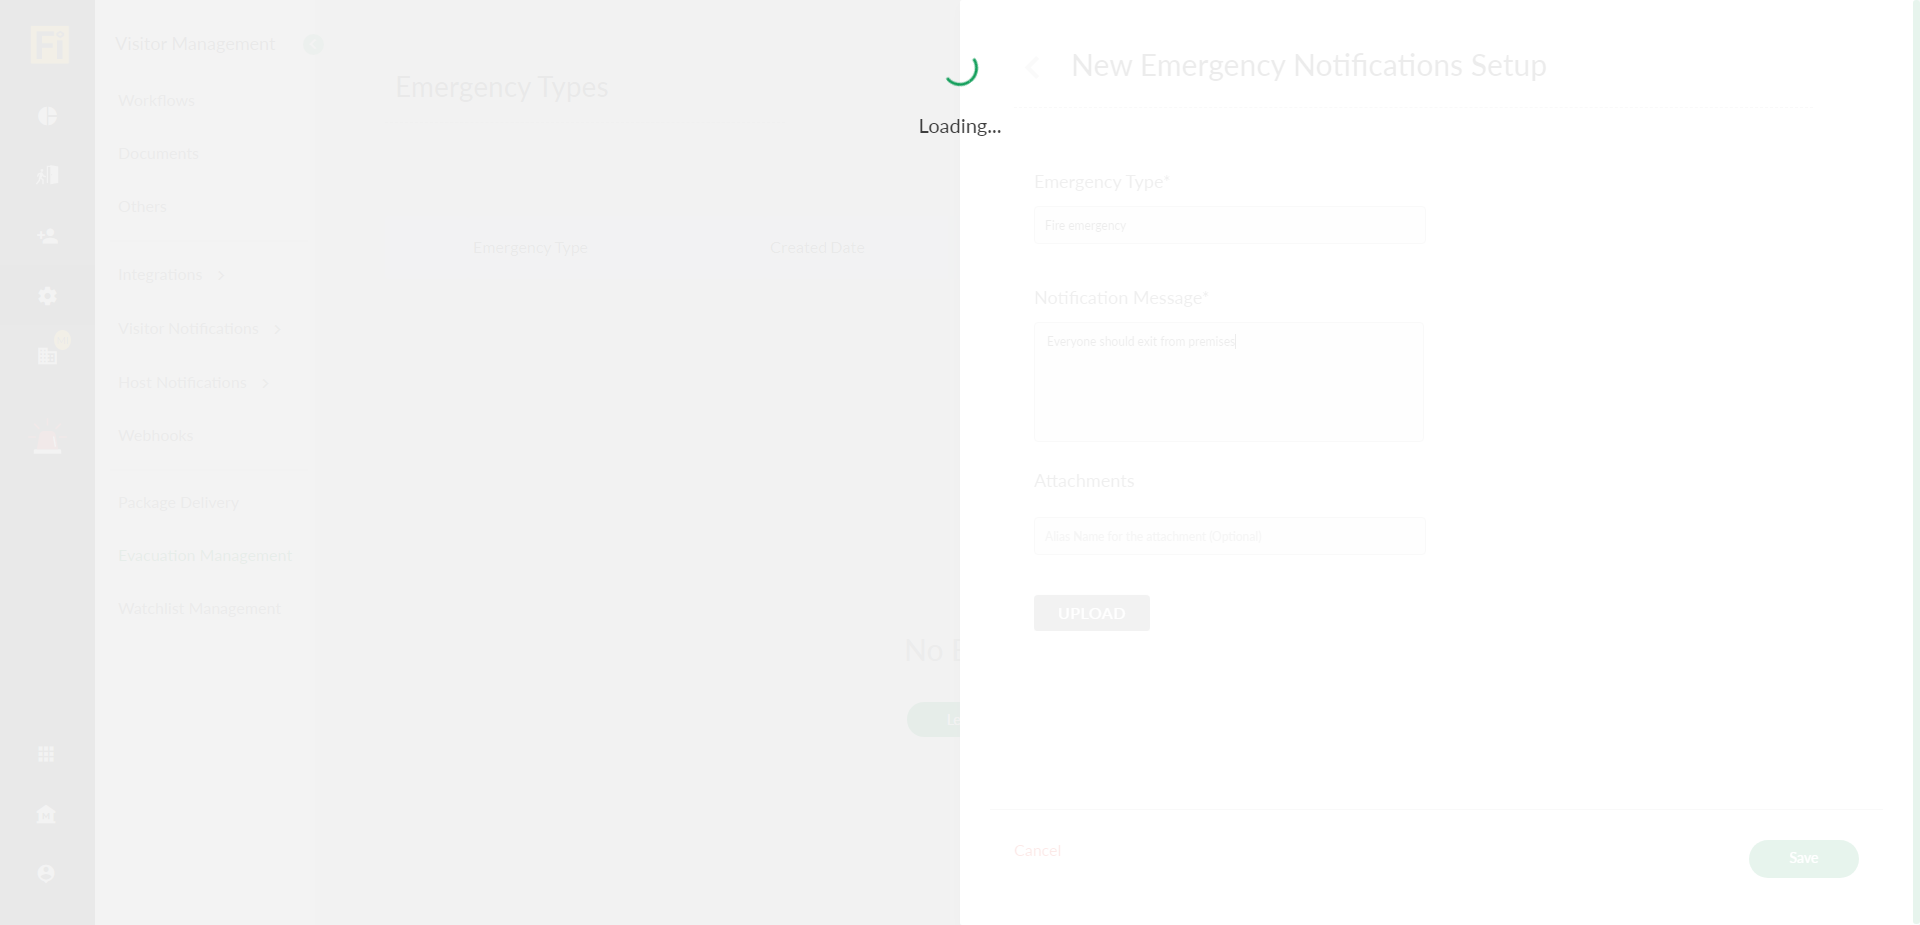 Fi
Visitor Management
Workflows
Documents
Others
Integrations
Visitor Notifications
Host Notifications
Webhooks
Package Delivery
Evacuation Management
Watchlist Management
Emergency Types
Emergency Type
Created Date
No E
Loading...
New Emergency Notifications Setup
Emergency Type*
Fire emergency
Notification Message*
Everyone should exit from premises
Attachments
Alias Name for the attachment (Optional)
UPLOAD
Cancel
Save